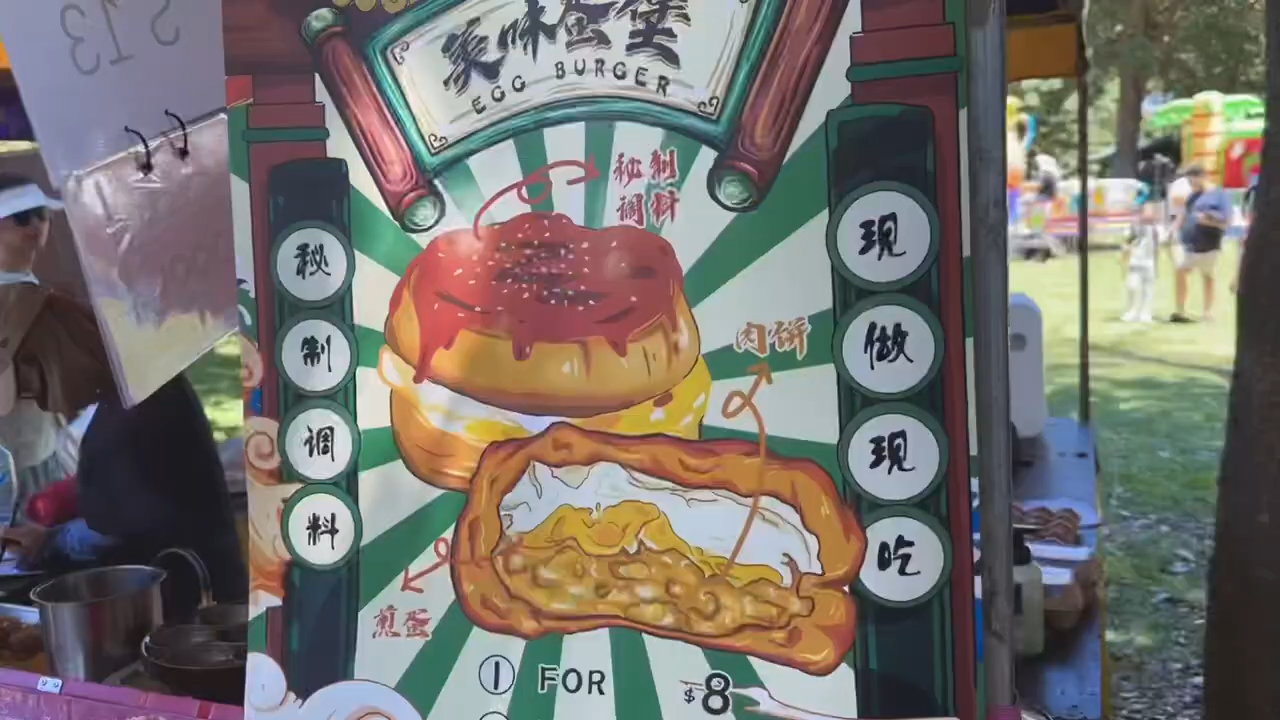 美味蛋堡
EGG BURGER
秘制
调料
秘
制
调
料
现
做
现
吃
肉饼
煎蛋
① FOR $8